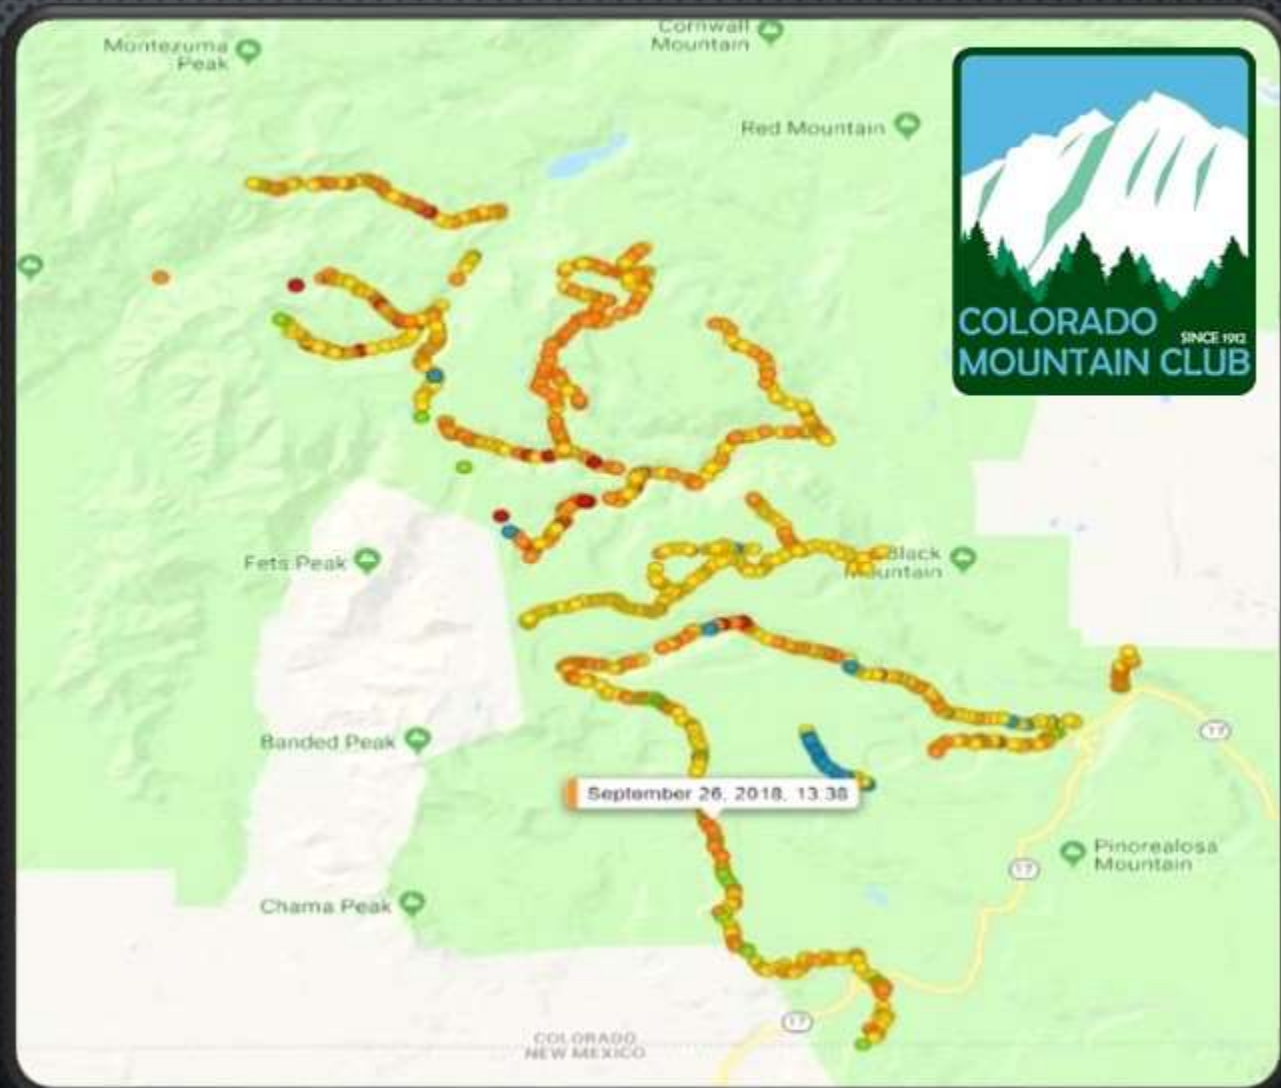 Cornwall
Mountain
Montezuma
Peak
Red Mountain
COLORADO
SINCE 1912
MOUNTAIN CLUB
Fets Peak
Black
Mountain
Banded Peak
17
September 26, 2018, 13:38
Pinorealosa
Mountain
17
Chama Peak
17
COLORADO
NEW MEXICO